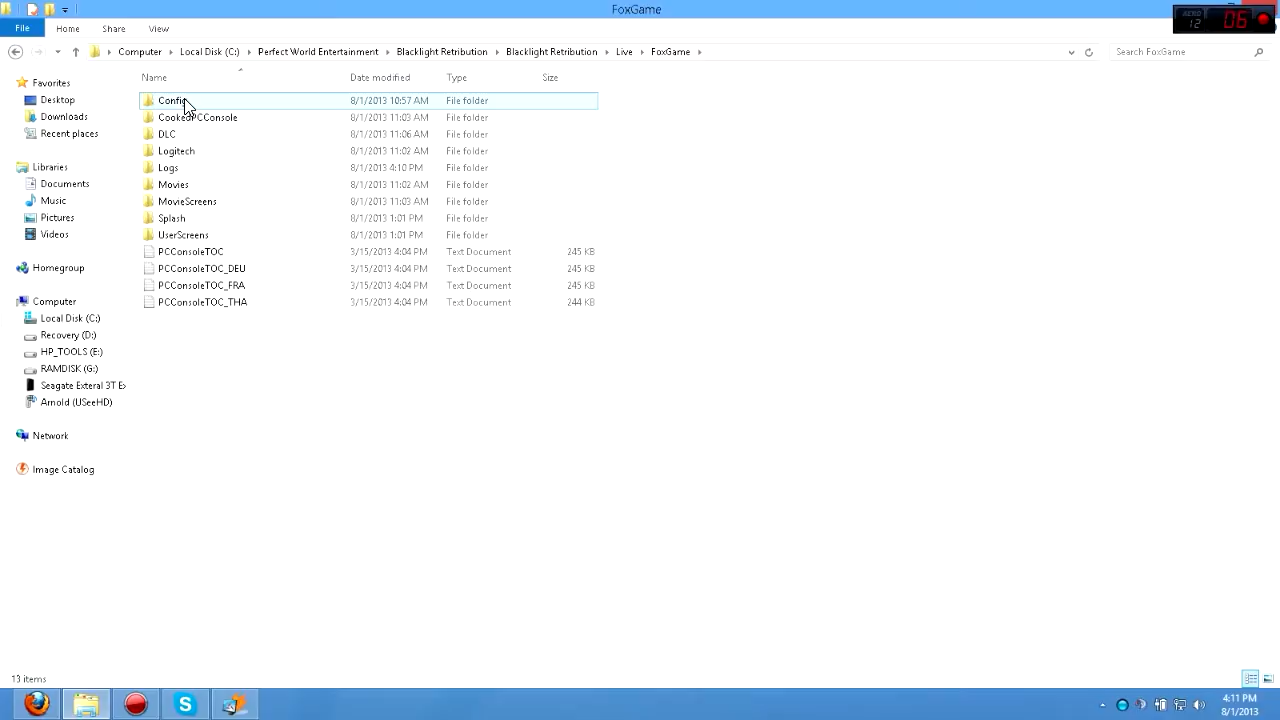 FoxGame
File Home Share View
Computer Local Disk (C:) Perfect World Entertainment Blacklight Retribution Blacklight Retribution Live FoxGame Search FoxGame
Name Date modified Type Size
Favorites
Desktop
Downloads
Recent places
Libraries
Documents
Music
Pictures
Videos
Homegroup
Computer
Local Disk (C:)
Recovery (D:)
HP_TOOLS (E:)
RAMDISK (G:)
Seagate Exteral 3T Ex
Arnold (USeeHD)
Network
Image Catalog
Config 8/1/2013 10:57 AM File folder
CookedPCConsole 8/1/2013 11:03 AM File folder
DLC 8/1/2013 11:06 AM File folder
Logitech 8/1/2013 11:02 AM File folder
Logs 8/1/2013 4:10 PM File folder
Movies 8/1/2013 11:02 AM File folder
MovieScreens 8/1/2013 11:03 AM File folder
Splash 8/1/2013 1:01 PM File folder
UserScreens 8/1/2013 1:01 PM File folder
PCConsoleTOC 3/15/2013 4:04 PM Text Document 245 KB
PCConsoleTOC_DEU 3/15/2013 4:04 PM Text Document 245 KB
PCConsoleTOC_FRA 3/15/2013 4:04 PM Text Document 245 KB
PCConsoleTOC_THA 3/15/2013 4:04 PM Text Document 244 KB
13 items
4:11 PM
8/1/2013
12 06